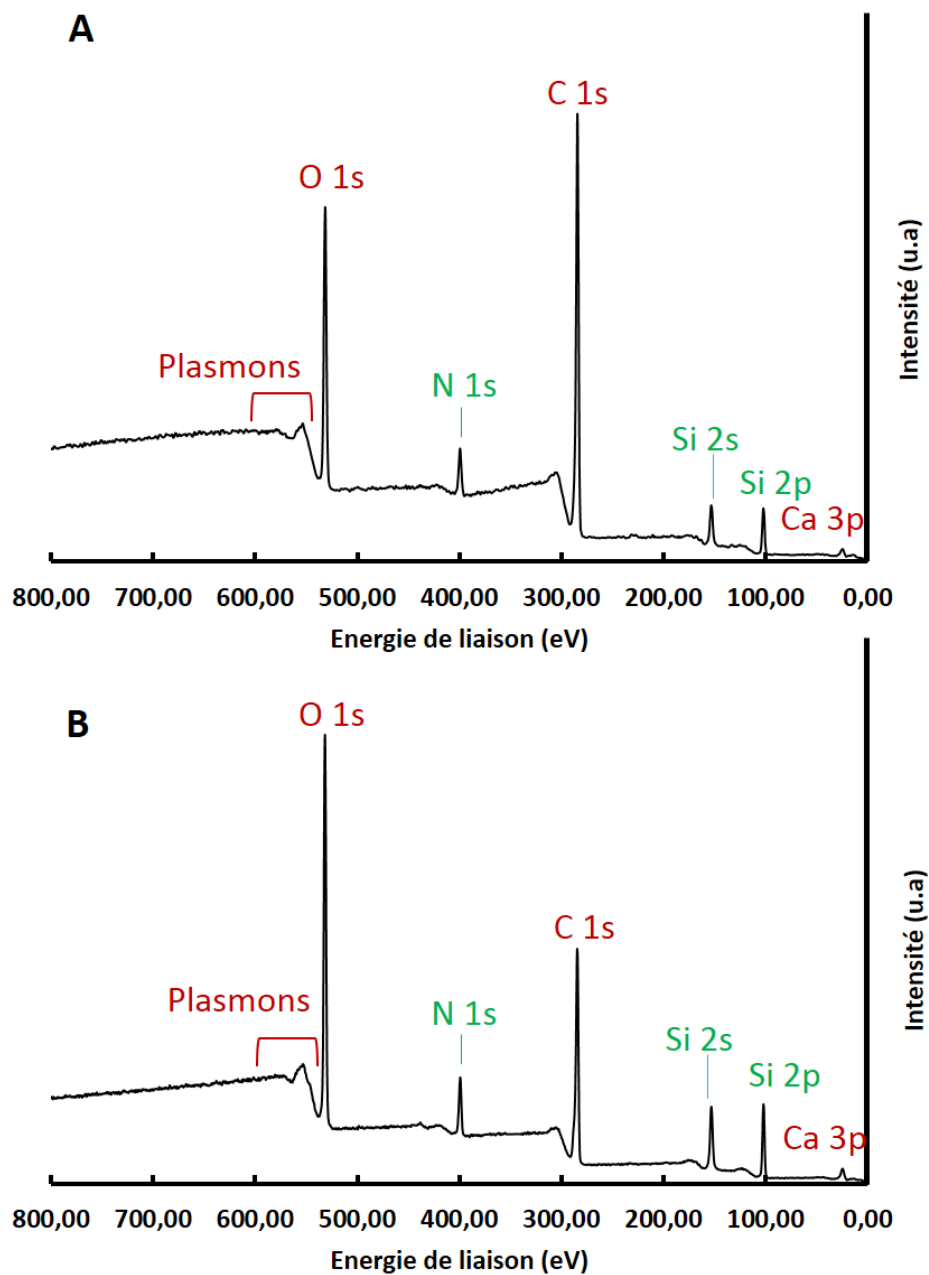 A
C 1s
O 1s
Plasmons
N 1s
Si 2s
Si 2p
Ca 3p
Intensité (u.a)
800,00 700,00 600,00 500,00 400,00 300,00 200,00 100,00 0,00
Energie de liaison (eV)
B
O 1s
C 1s
Plasmons
N 1s
Si 2s
Si 2p
Ca 3p
Intensité (u.a)
800,00 700,00 600,00 500,00 400,00 300,00 200,00 100,00 0,00
Energie de liaison (eV)